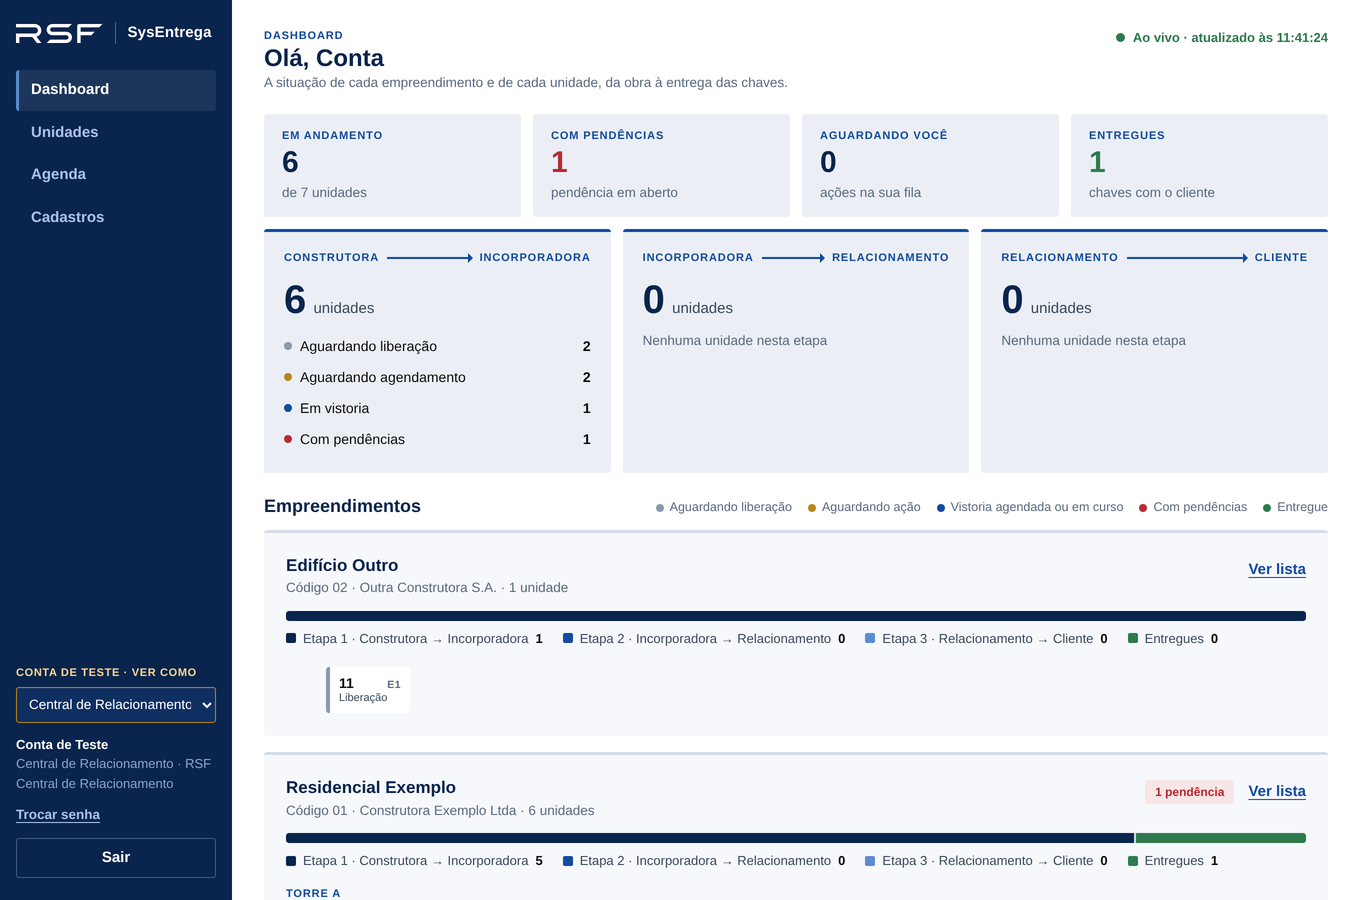 RSF SysEntrega
Dashboard
Unidades
Agenda
Cadastros
CONTA DE TESTE · VER COMO
Central de Relacionamento
Conta de Teste
Central de Relacionamento · RSF
Central de Relacionamento
Trocar senha
Sair
DASHBOARD
Olá, Conta
A situação de cada empreendimento e de cada unidade, da obra à entrega das chaves.
Ao vivo · atualizado às 11:41:24
EM ANDAMENTO
6
de 7 unidades
COM PENDÊNCIAS
1
pendência em aberto
AGUARDANDO VOCÊ
0
ações na sua fila
ENTREGUES
1
chaves com o cliente
CONSTRUTORA → INCORPORADORA
6 unidades
Aguardando liberação 2
Aguardando agendamento 2
Em vistoria 1
Com pendências 1
INCORPORADORA → RELACIONAMENTO
0 unidades
Nenhuma unidade nesta etapa
RELACIONAMENTO → CLIENTE
0 unidades
Nenhuma unidade nesta etapa
Empreendimentos
Aguardando liberação Aguardando ação Vistoria agendada ou em curso Com pendências Entregue
Edifício Outro
Ver lista
Código 02 · Outra Construtora S.A. · 1 unidade
Etapa 1 · Construtora → Incorporadora 1 Etapa 2 · Incorporadora → Relacionamento 0 Etapa 3 · Relacionamento → Cliente 0 Entregues 0
11 E1
Liberação
Residencial Exemplo
1 pendência Ver lista
Código 01 · Construtora Exemplo Ltda · 6 unidades
Etapa 1 · Construtora → Incorporadora 5 Etapa 2 · Incorporadora → Relacionamento 0 Etapa 3 · Relacionamento → Cliente 0 Entregues 1
TORRE A